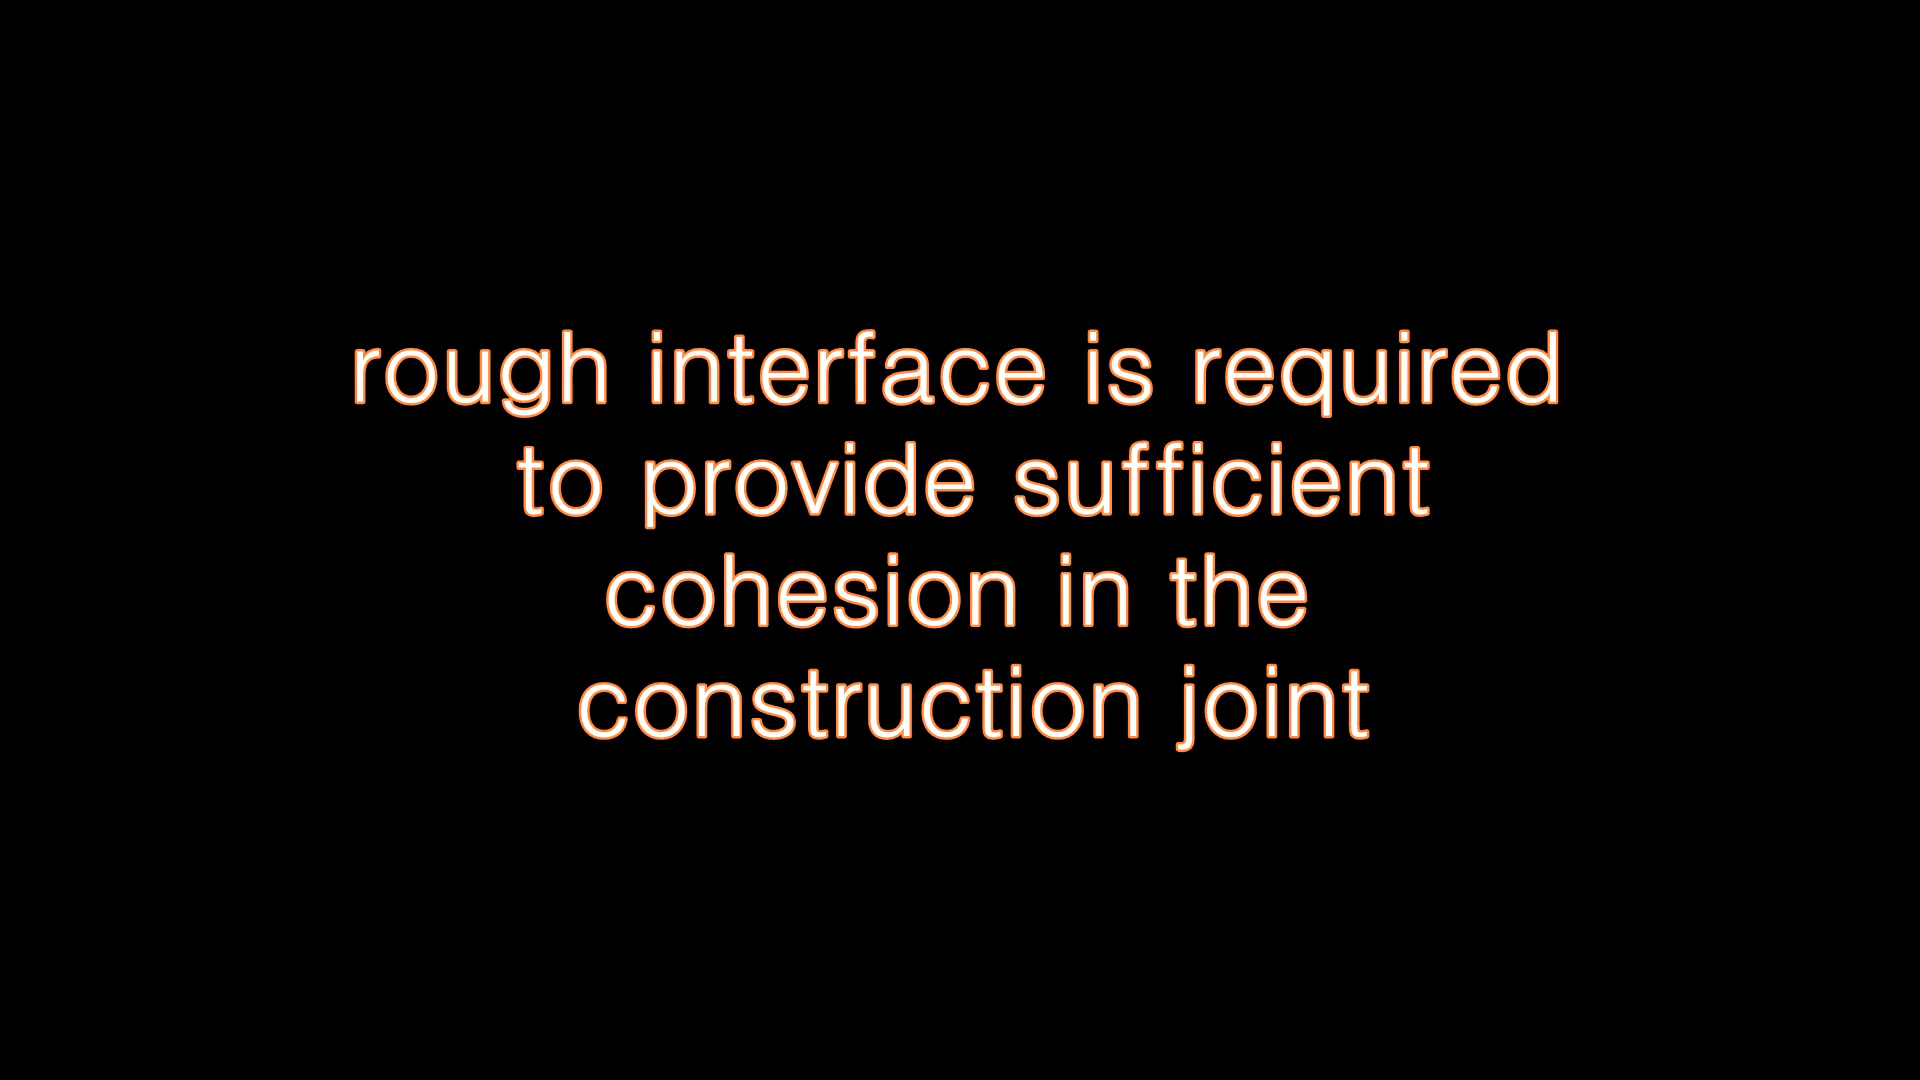 rough interface is required
to provide sufficient
cohesion in the
construction joint